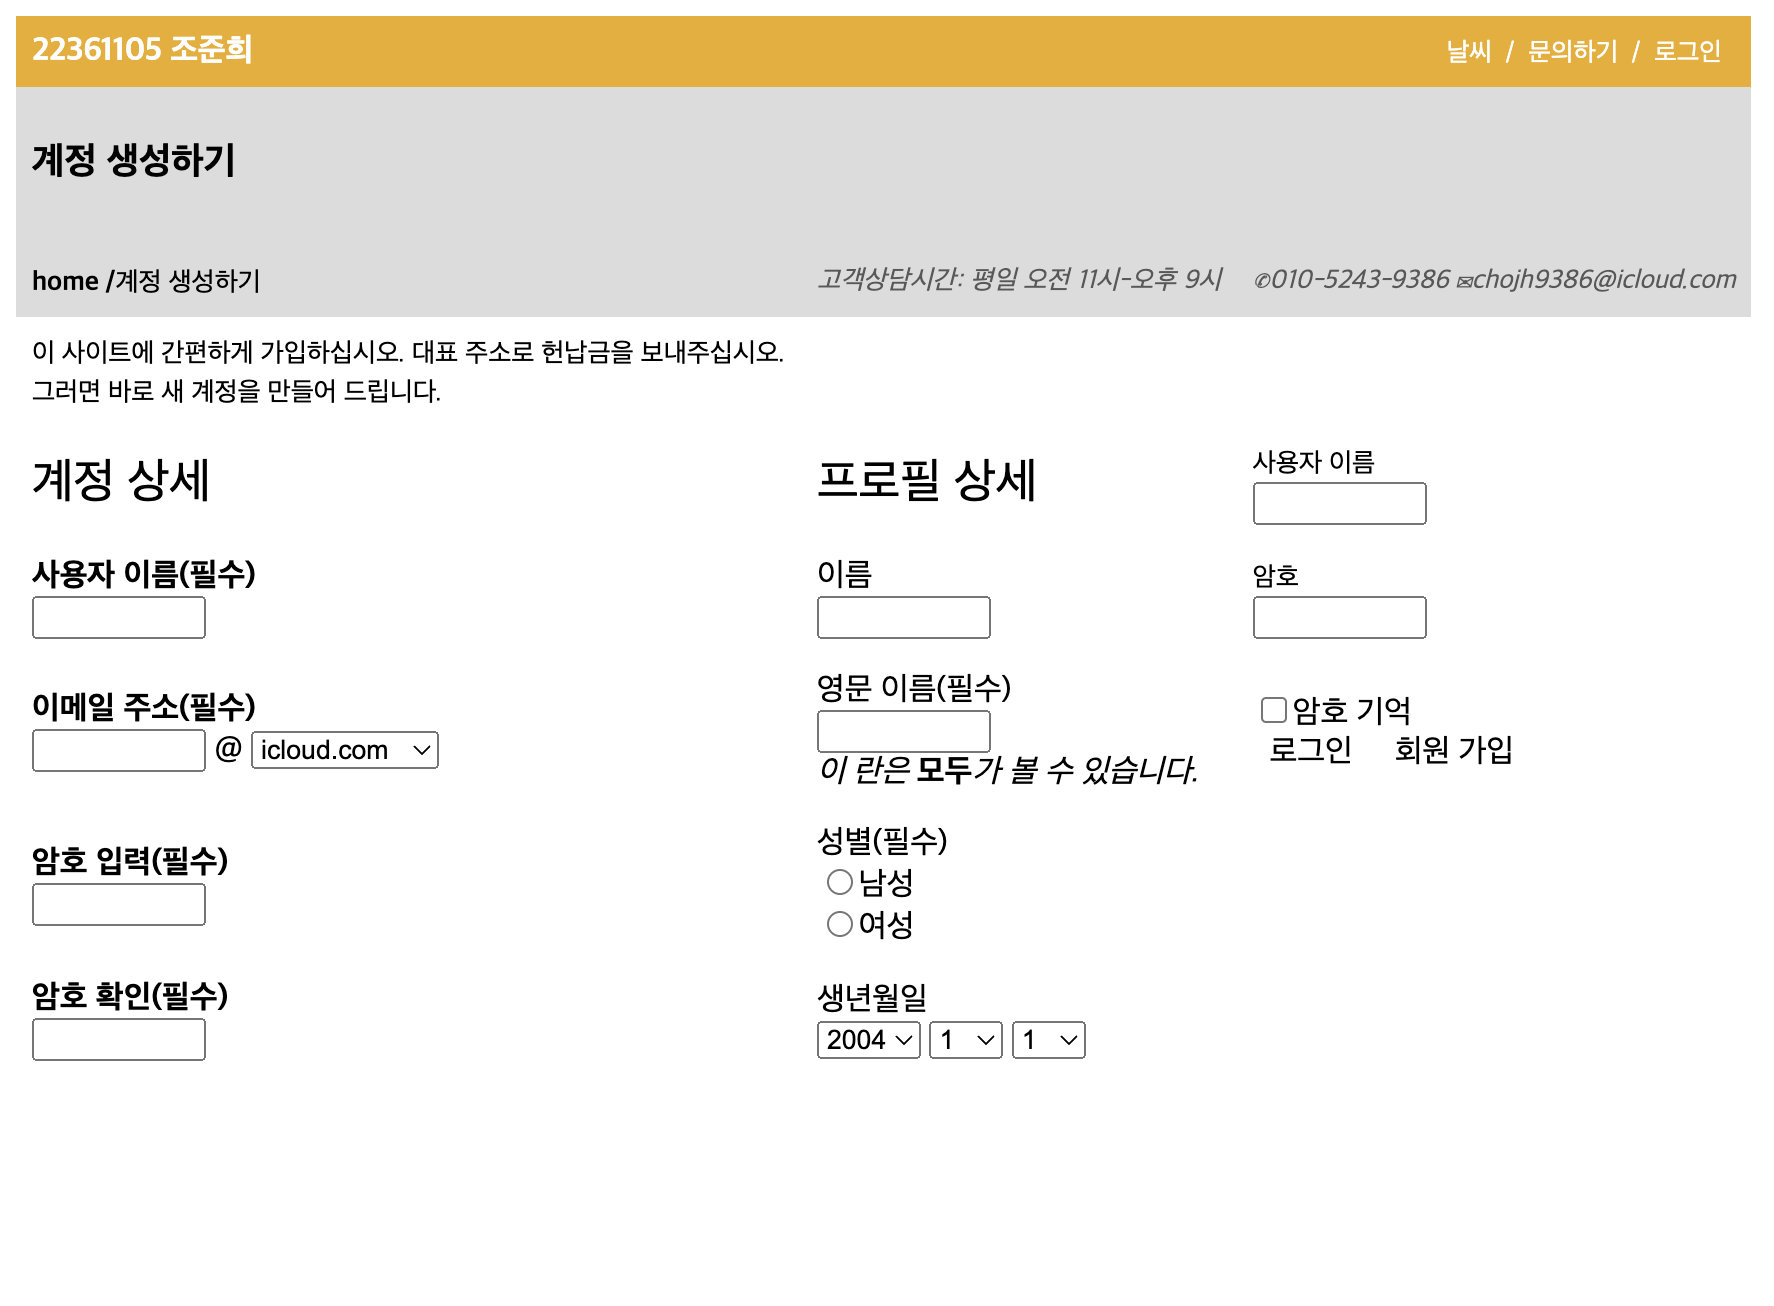 22361105 조준희
날씨 / 문의하기 / 로그인
계정 생성하기
home /계정 생성하기
고객상담시간: 평일 오전 11시-오후 9시 ✆010-5243-9386 ✉chojh9386@icloud.com
이 사이트에 간편하게 가입하십시오. 대표 주소로 헌납금을 보내주십시오.
그러면 바로 새 계정을 만들어 드립니다.
계정 상세
사용자 이름(필수)
이메일 주소(필수)
@ icloud.com
암호 입력(필수)
암호 확인(필수)
프로필 상세
이름
영문 이름(필수)
이 란은 모두가 볼 수 있습니다.
성별(필수)
남성
여성
생년월일
2004 1 1
사용자 이름
암호
암호 기억
로그인 회원 가입